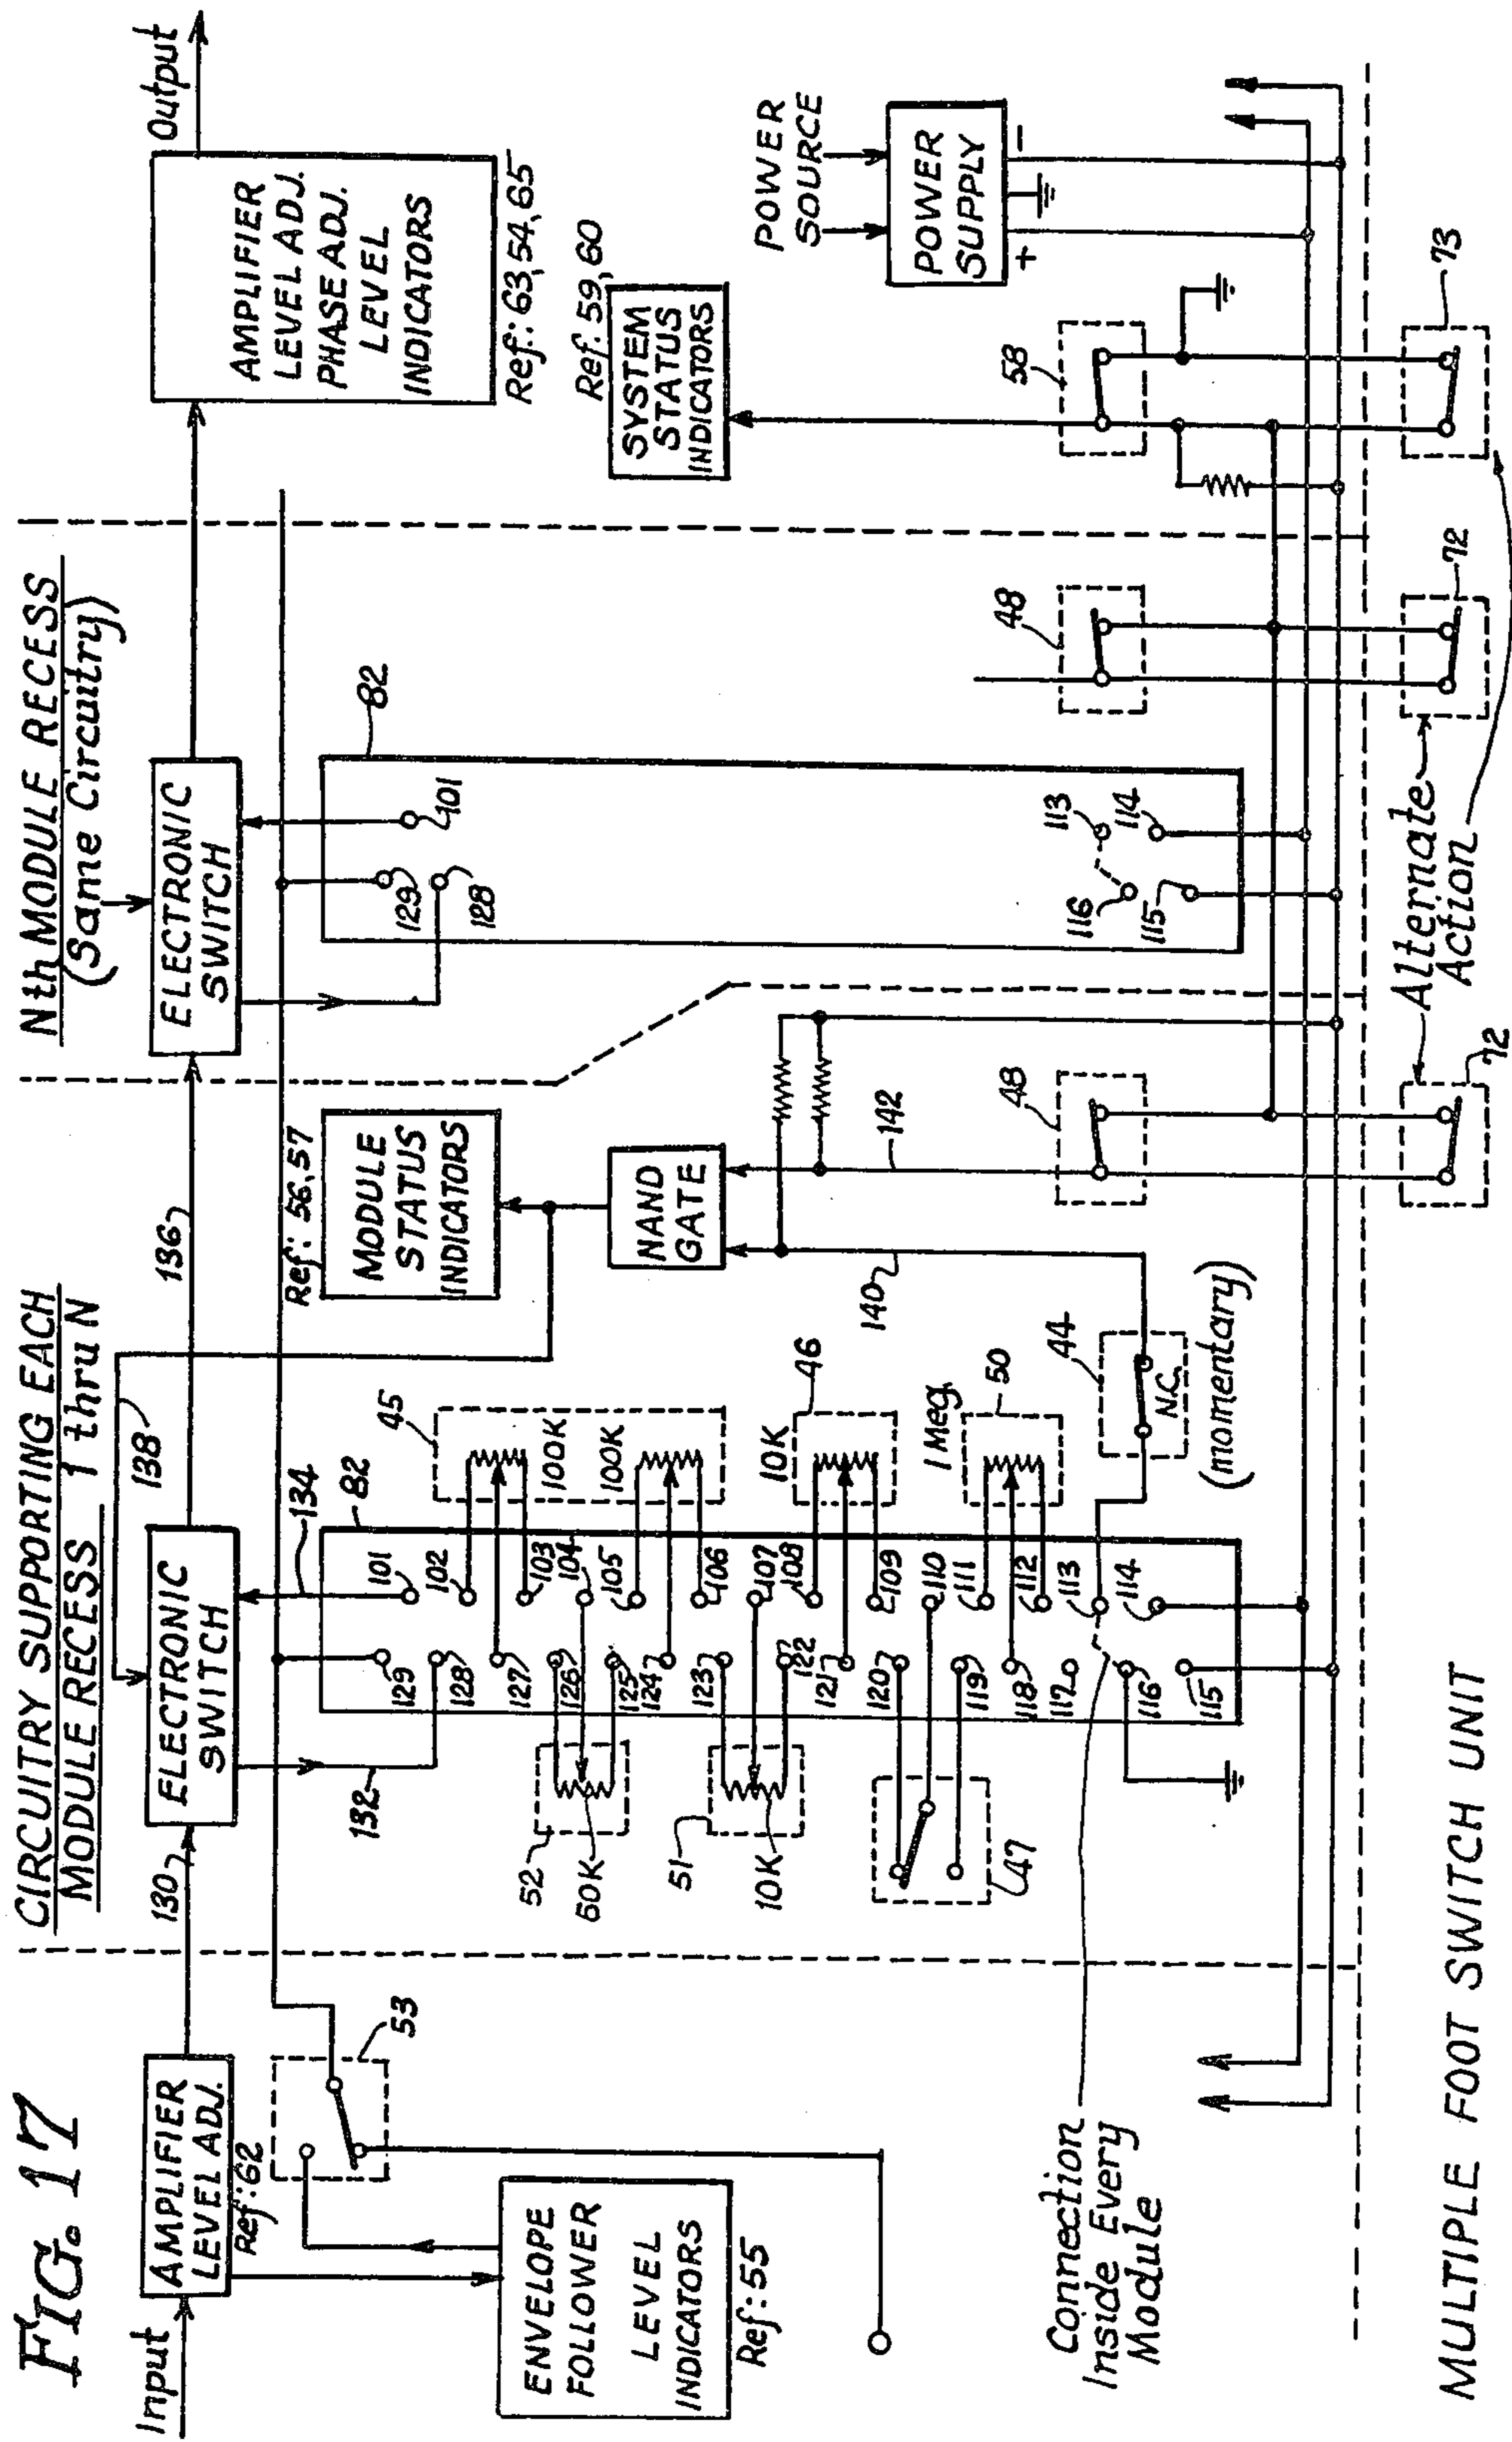 FIG. 17
Input
AMPLIFIER
LEVEL ADJ.
Ref: 62
53
ENVELOPE
FOLLOWER
LEVEL
INDICATORS
Ref: 55
CIRCUITRY SUPPORTING EACH
MODULE RECESS 1 thru N
130
ELECTRONIC
SWITCH
138
136
132
134
82
129
128
127
126
125
124
123
122
121
120
119
118
117
116
115
101
102
103
104
105
106
107
108
109
110
111
112
113
114
52
60K
51
10K
47
45
100K
100K
46
10K
1 Meg
50
44
N.C.
(momentary)
140
142
NAND
GATE
Ref: 56,57
MODULE
STATUS
INDICATORS
48
72
Connection
Inside Every
Module
Nth MODULE RECESS
(Same Circuitry)
ELECTRONIC
SWITCH
82
101
129
128
113
114
116
115
48
72
Alternate
Action
Output
AMPLIFIER
LEVEL ADJ.
PHASE ADJ.
LEVEL
INDICATORS
Ref: 63,54,65
Ref. 59,60
SYSTEM
STATUS
INDICATORS
58
POWER
SOURCE
POWER
SUPPLY
+
-
73
MULTIPLE FOOT SWITCH UNIT